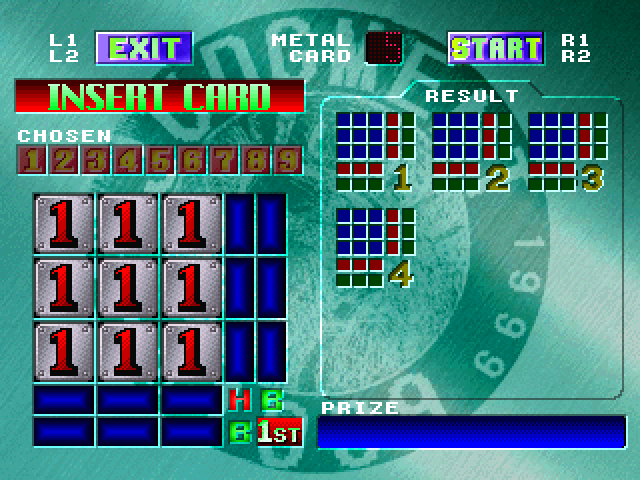 L1 EXIT METAL START R1
L2 CARD R2
INSERT CARD
RESULT
CHOSEN
1 2 3 4 5 6 7 8 9
1 2 3
1 1 1
4
1 1 1
1999
1 1 1
H B
PRIZE
B 1ST